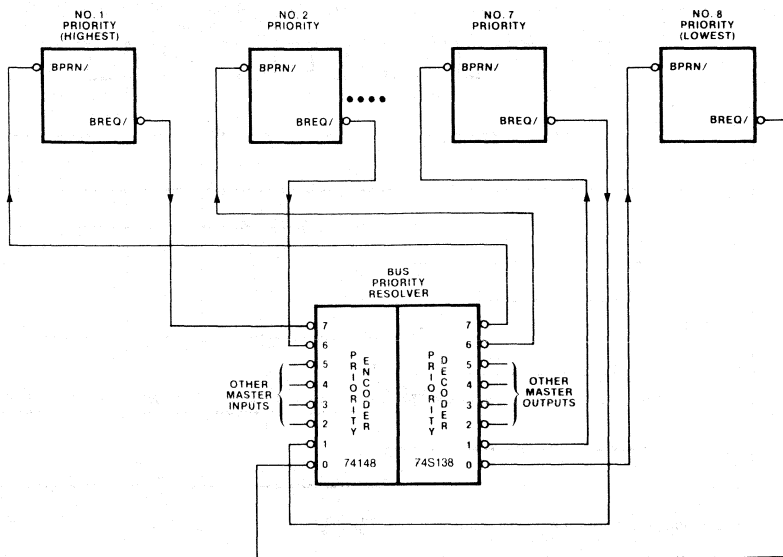 NO. 1
PRIORITY
(HIGHEST)
NO. 2
PRIORITY
NO. 7
PRIORITY
NO. 8
PRIORITY
(LOWEST)
BPRN/
BREQ/
BPRN/
BREQ/
BPRN/
BREQ/
BPRN/
BREQ/
BUS
PRIORITY
RESOLVER
7
6
5
4
3
2
1
0
OTHER
MASTER
INPUTS
PRIORITY
ENCODER
74148
PRIORITY
DECODER
74S138
7
6
5
4
3
2
1
0
OTHER
MASTER
OUTPUTS